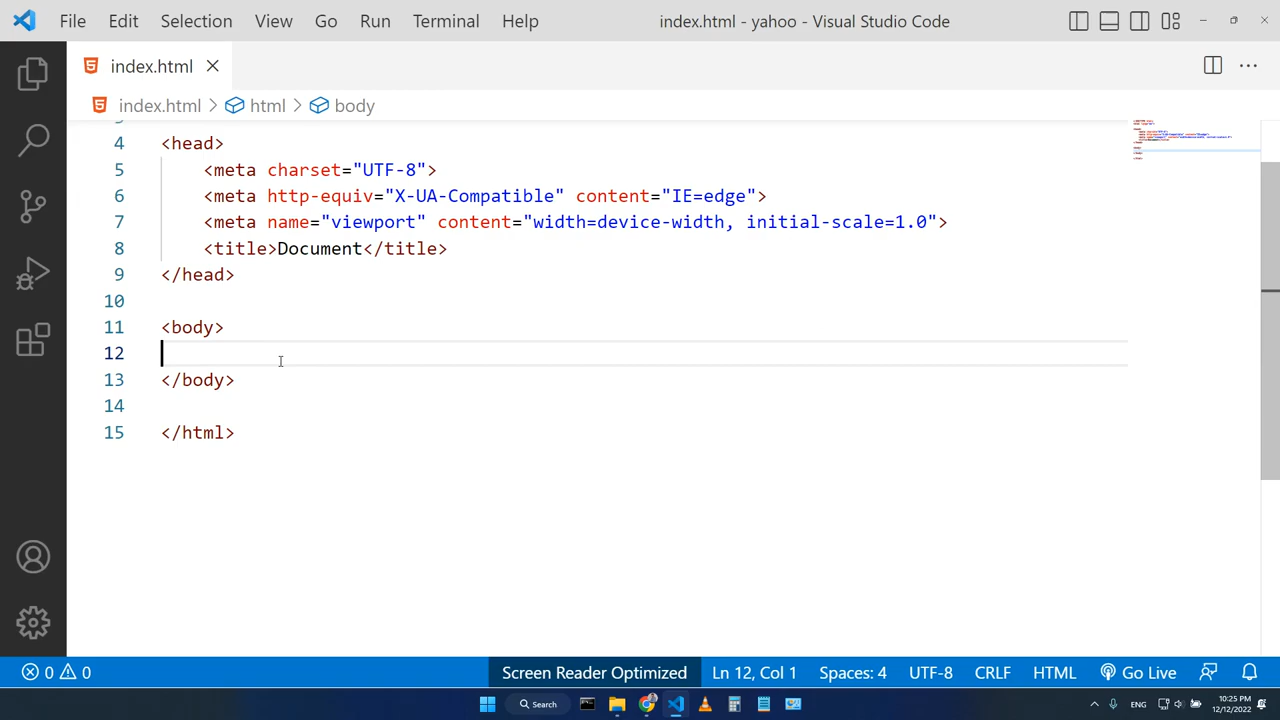 File Edit Selection View Go Run Terminal Help index.html - yahoo - Visual Studio Code
index.html
index.html > html > body
4 <head>
5 <meta charset="UTF-8">
6 <meta http-equiv="X-UA-Compatible" content="IE=edge">
7 <meta name="viewport" content="width=device-width, initial-scale=1.0">
8 <title>Document</title>
9 </head>
10
11 <body>
12
13 </body>
14
15 </html>
0 0 Screen Reader Optimized Ln 12, Col 1 Spaces: 4 UTF-8 CRLF HTML Go Live
Search ENG 10:25 PM
12/12/2022